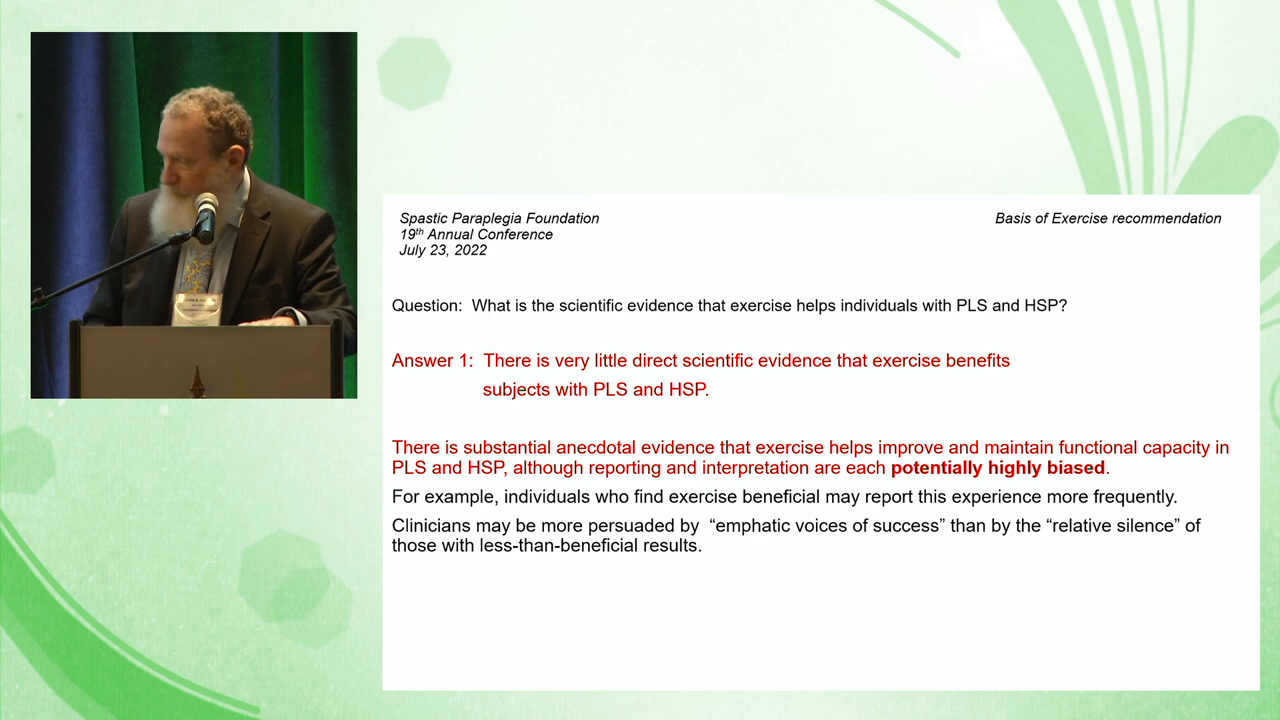 Spastic Paraplegia Foundation
19th Annual Conference
July 23, 2022
Basis of Exercise recommendation
Question: What is the scientific evidence that exercise helps individuals with PLS and HSP?
Answer 1: There is very little direct scientific evidence that exercise benefits
subjects with PLS and HSP.
There is substantial anecdotal evidence that exercise helps improve and maintain functional capacity in
PLS and HSP, although reporting and interpretation are each potentially highly biased.
For example, individuals who find exercise beneficial may report this experience more frequently.
Clinicians may be more persuaded by “emphatic voices of success” than by the “relative silence” of
those with less-than-beneficial results.